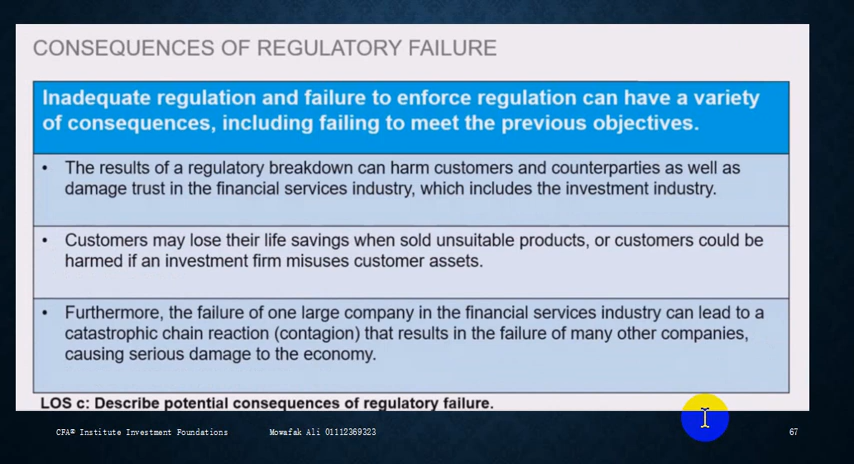 CONSEQUENCES OF REGULATORY FAILURE
Inadequate regulation and failure to enforce regulation can have a variety
of consequences, including failing to meet the previous objectives.
• The results of a regulatory breakdown can harm customers and counterparties as well as
damage trust in the financial services industry, which includes the investment industry.
• Customers may lose their life savings when sold unsuitable products, or customers could be
harmed if an investment firm misuses customer assets.
• Furthermore, the failure of one large company in the financial services industry can lead to a
catastrophic chain reaction (contagion) that results in the failure of many other companies,
causing serious damage to the economy.
LOS c: Describe potential consequences of regulatory failure.
CFA® Institute Investment Foundations Mowafak Ali 01112369323 67